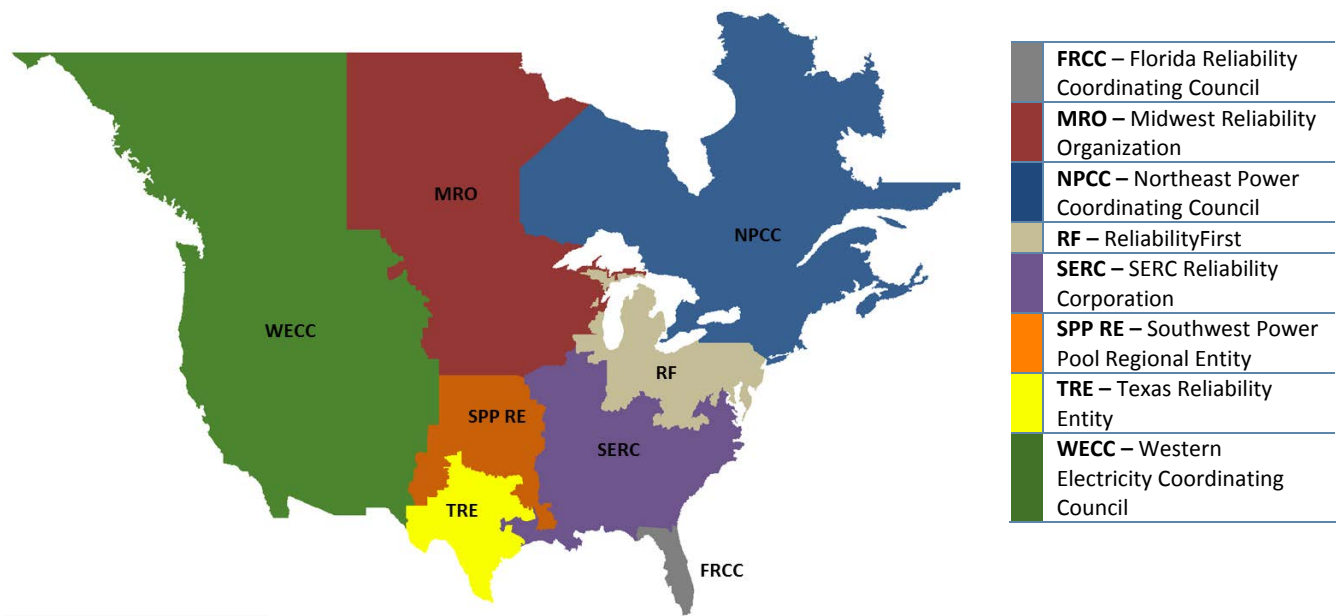 MRO
NPCC
WECC
RF
SPP RE
SERC
TRE
FRCC
FRCC – Florida Reliability
Coordinating Council
MRO – Midwest Reliability
Organization
NPCC – Northeast Power
Coordinating Council
RF – ReliabilityFirst
SERC – SERC Reliability
Corporation
SPP RE – Southwest Power
Pool Regional Entity
TRE – Texas Reliability
Entity
WECC – Western
Electricity Coordinating
Council